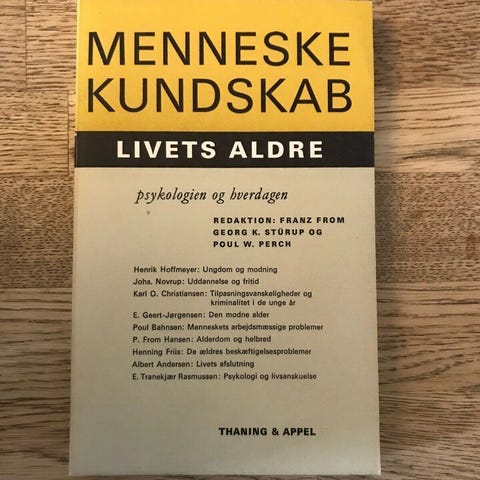 MENNESKE
KUNDSKAB
LIVETS ALDRE
psykologien og hverdagen
REDAKTION: FRANZ FROM
GEORG K. STÜRUP OG
POUL W. PERCH
Henrik Hoffmeyer: Ungdom og modning
Johs. Novrup: Uddannelse og fritid
Karl O. Christiansen: Tilpasningsvanskeligheder og
kriminalitet i de unge år
E. Geert-Jørgensen: Den modne alder
Poul Bahnsen: Menneskets arbejdsmæssige problemer
P. From Hansen: Alderdom og helbred
Henning Friis: De ældres beskæftigelsesproblemer
Albert Andersen: Livets afslutning
E. Tranekjær Rasmussen: Psykologi og livsanskuelse
THANING & APPEL